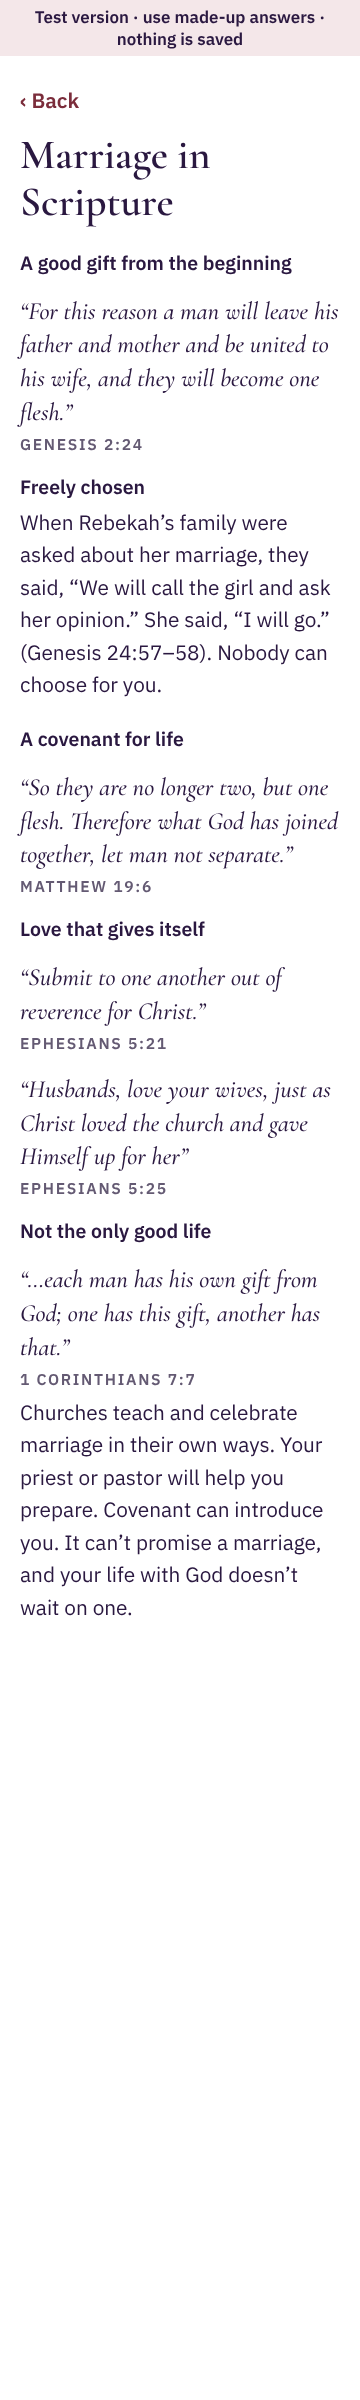 Test version · use made-up answers ·
nothing is saved
‹ Back
Marriage in
Scripture
A good gift from the beginning
“For this reason a man will leave his
father and mother and be united to
his wife, and they will become one
flesh.”
GENESIS 2:24
Freely chosen
When Rebekah’s family were
asked about her marriage, they
said, “We will call the girl and ask
her opinion.” She said, “I will go.”
(Genesis 24:57–58). Nobody can
choose for you.
A covenant for life
“So they are no longer two, but one
flesh. Therefore what God has joined
together, let man not separate.”
MATTHEW 19:6
Love that gives itself
“Submit to one another out of
reverence for Christ.”
EPHESIANS 5:21
“Husbands, love your wives, just as
Christ loved the church and gave
Himself up for her”
EPHESIANS 5:25
Not the only good life
“…each man has his own gift from
God; one has this gift, another has
that.”
1 CORINTHIANS 7:7
Churches teach and celebrate
marriage in their own ways. Your
priest or pastor will help you
prepare. Covenant can introduce
you. It can’t promise a marriage,
and your life with God doesn’t
wait on one.